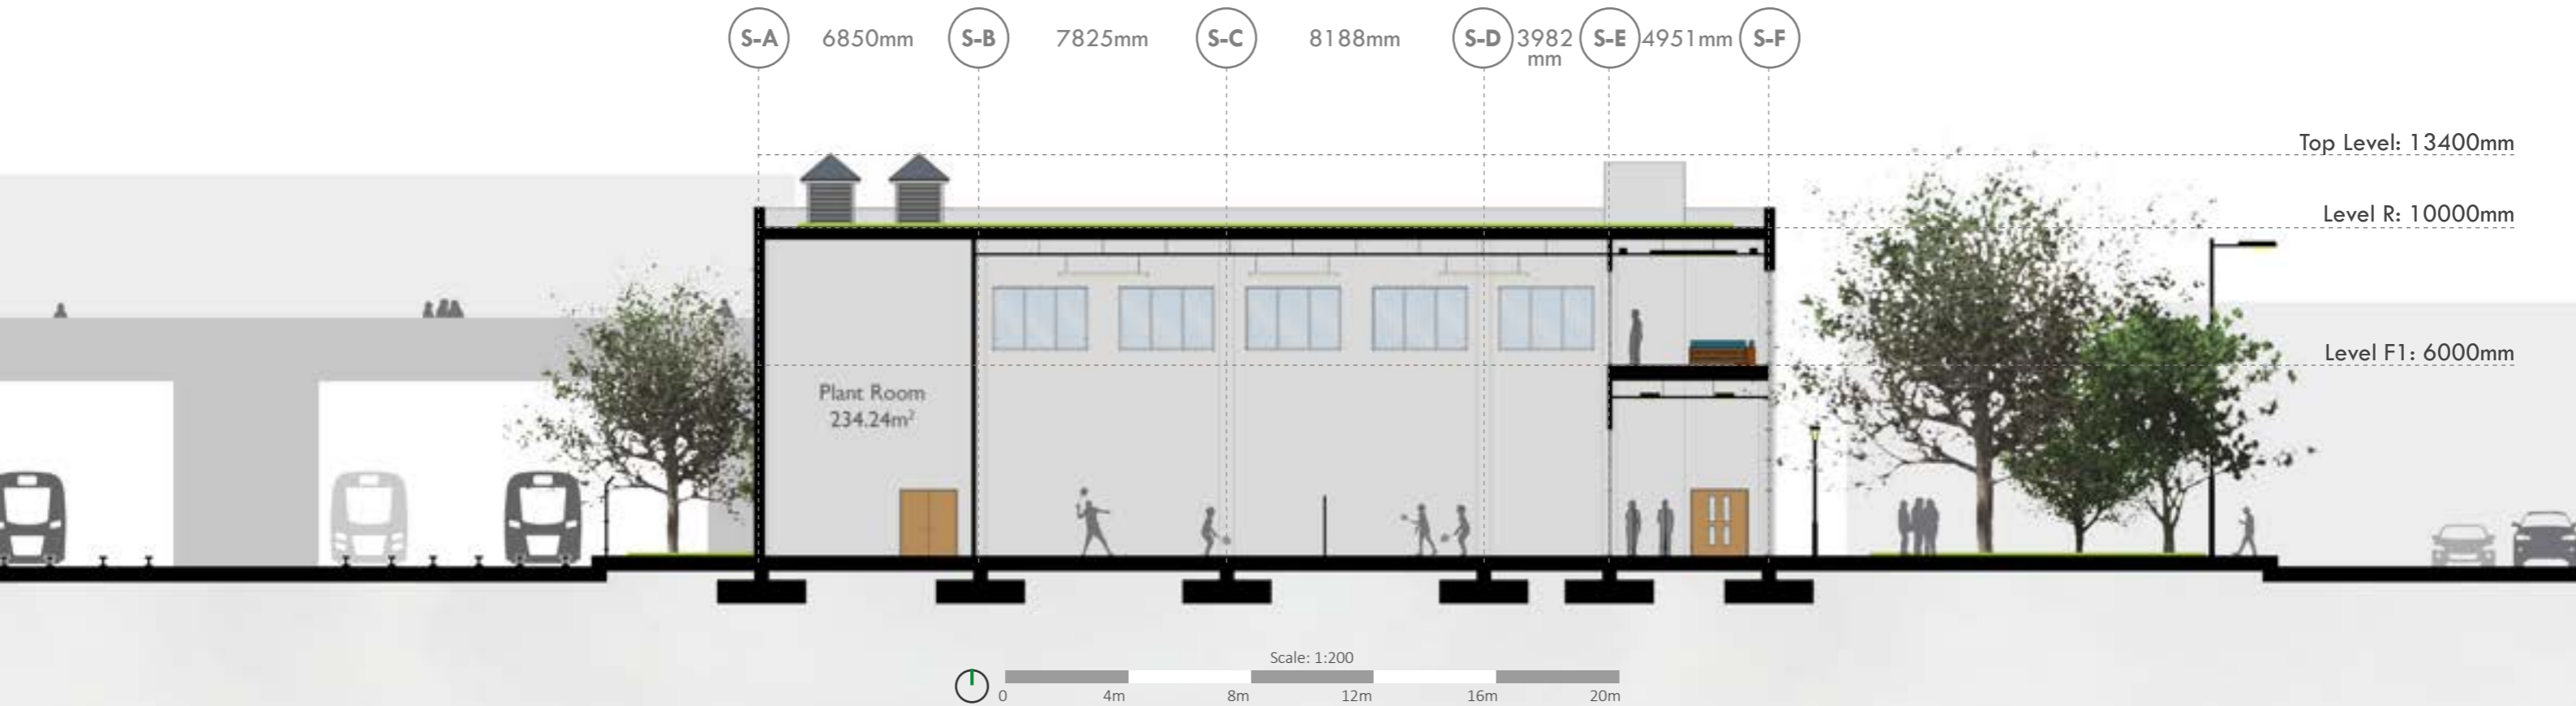 S-A 6850mm S-B 7825mm S-C 8188mm S-D 3982 S-E 4951mm S-F
mm
Top Level: 13400mm
Level R: 10000mm
Level F1: 6000mm
Plant Room
234.24m²
Scale: 1:200
0 4m 8m 12m 16m 20m